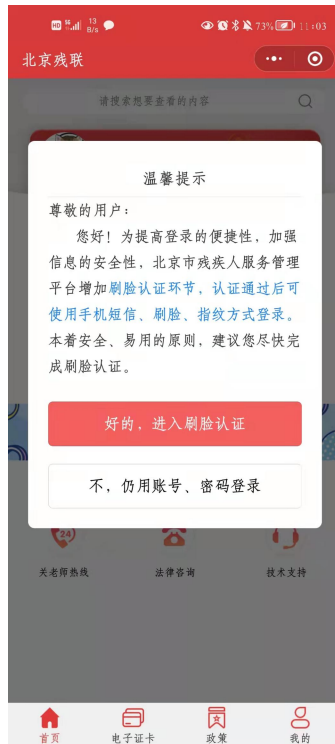 HD 5G 13 B/s 73% 11:03
北京残联
请搜索想要查看的内容
温馨提示
尊敬的用户：
您好！为提高登录的便捷性，加强
信息的安全性，北京市残疾人服务管理
平台增加刷脸认证环节，认证通过后可
使用手机短信、刷脸、指纹方式登录。
本着安全、易用的原则，建议您尽快完
成刷脸认证。
好的，进入刷脸认证
不，仍用账号、密码登录
24
关老师热线 法律咨询 技术支持
首页 电子证卡 政策 我的